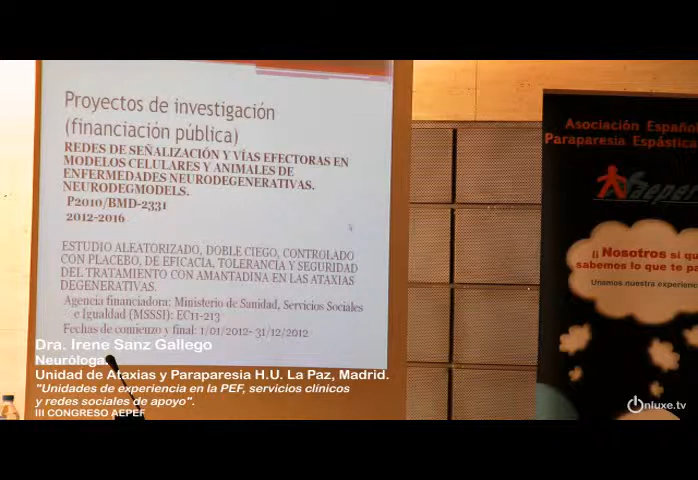 Proyectos de investigación
(financiación pública)
REDES DE SEÑALIZACIÓN Y VÍAS EFECTORAS EN
MODELOS CELULARES Y ANIMALES DE
ENFERMEDADES NEURODEGENERATIVAS.
NEURODEGMODELS.
P2010/BMD-2331
2012-2016
ESTUDIO ALEATORIZADO, DOBLE CIEGO, CONTROLADO
CON PLACEBO, DE EFICACIA, TOLERANCIA Y SEGURIDAD
DEL TRATAMIENTO CON AMANTADINA EN LAS ATAXIAS
DEGENERATIVAS.
Agencia financiadora: Ministerio de Sanidad, Servicios Sociales
e Igualdad (MSSSI): EC11-213
Fechas de comienzo y final: 1/01/2012- 31/12/2012
Dra. Irene Sanz Gallego
Neuróloga.
Unidad de Ataxias y Paraparesia H.U. La Paz, Madrid.
"Unidades de experiencia en la PEF, servicios clínicos
y redes sociales de apoyo".
III CONGRESO AEPEF
Asociación Español
Paraparesia Espástica
aepef
¡¡ Nosotros sí qu
sabemos lo que te pa
Unamos nuestra experienc
Onluxe.tv